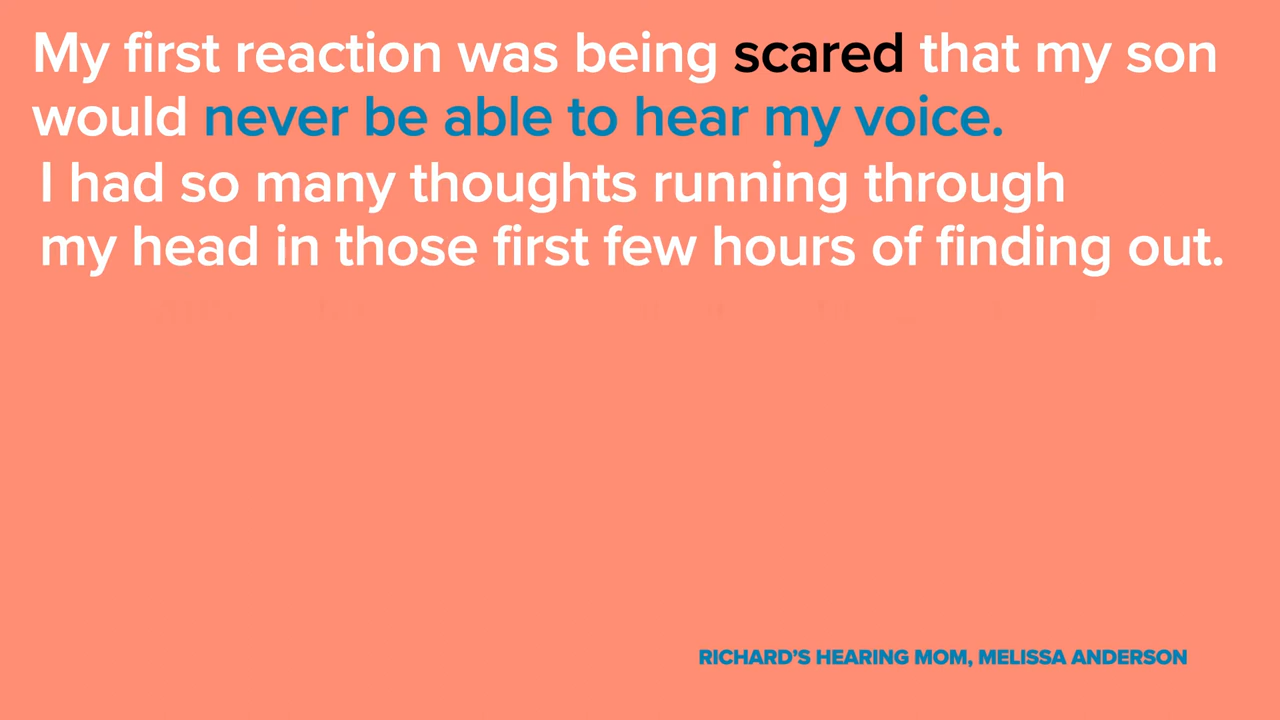 My first reaction was being scared that my son
would never be able to hear my voice.
I had so many thoughts running through
my head in those first few hours of finding out.
RICHARD'S HEARING MOM, MELISSA ANDERSON